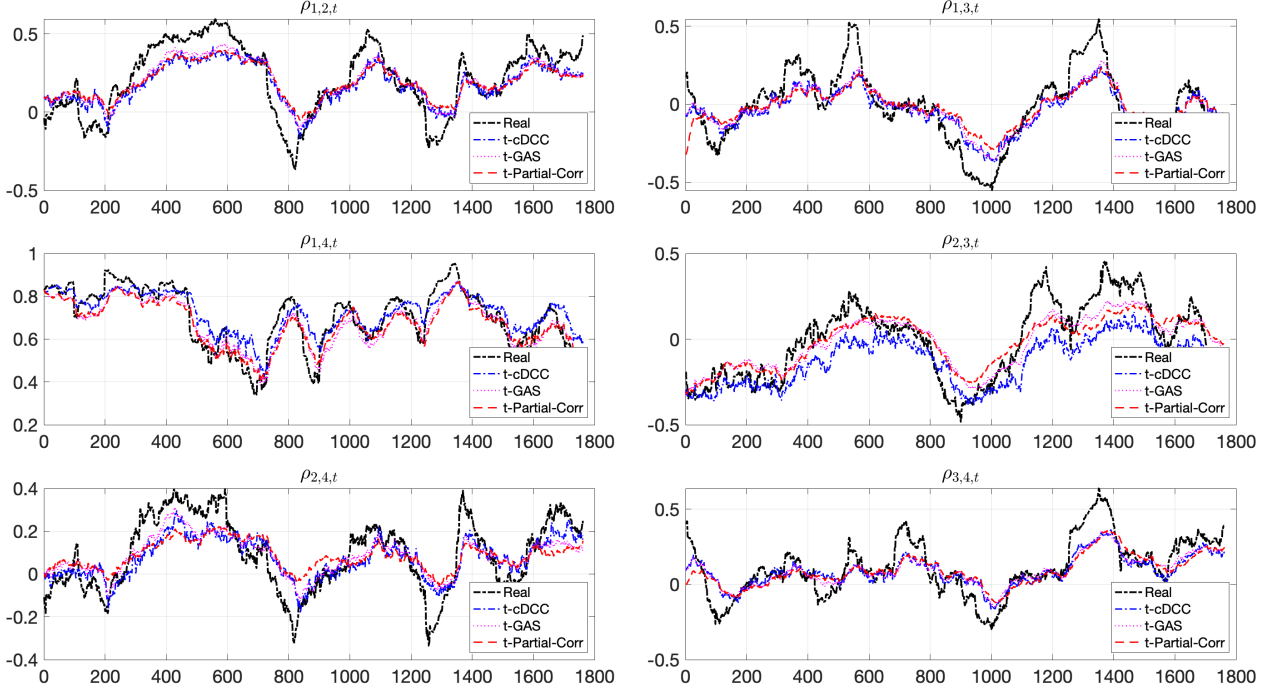 ρ1,2,t
0.5
0
-0.5
0 200 400 600 800 1000 1200 1400 1600 1800
Real
t-cDCC
t-GAS
t-Partial-Corr
ρ1,3,t
0.5
0
-0.5
0 200 400 600 800 1000 1200 1400 1600 1800
Real
t-cDCC
t-GAS
t-Partial-Corr
ρ1,4,t
1
0.8
0.6
0.4
0.2
0 200 400 600 800 1000 1200 1400 1600 1800
Real
t-cDCC
t-GAS
t-Partial-Corr
ρ2,3,t
0.5
0
-0.5
0 200 400 600 800 1000 1200 1400 1600 1800
Real
t-cDCC
t-GAS
t-Partial-Corr
ρ2,4,t
0.4
0.2
0
-0.2
-0.4
0 200 400 600 800 1000 1200 1400 1600 1800
Real
t-cDCC
t-GAS
t-Partial-Corr
ρ3,4,t
0.5
0
-0.5
0 200 400 600 800 1000 1200 1400 1600 1800
Real
t-cDCC
t-GAS
t-Partial-Corr